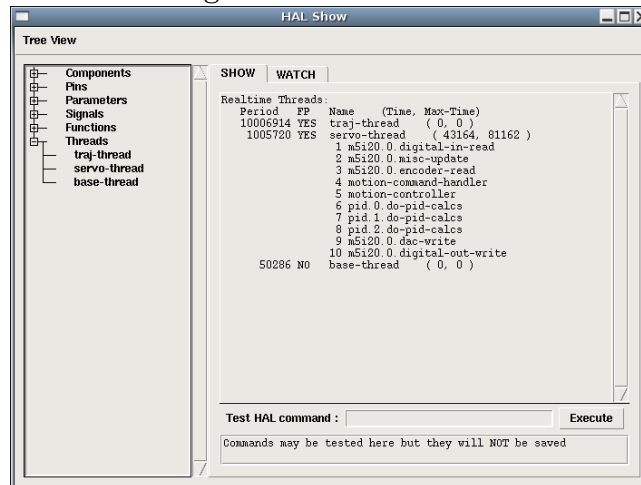 HAL Show
Tree View
Components
Pins
Parameters
Signals
Functions
Threads
traj-thread
servo-thread
base-thread
SHOW WATCH
Realtime Threads:
Period FP Name (Time, Max-Time)
10006914 YES traj-thread ( 0, 0 )
1005720 YES servo-thread ( 43164, 81162 )
1 m5i20.0.digital-in-read
2 m5i20.0.misc-update
3 m5i20.0.encoder-read
4 motion-command-handler
5 motion-controller
6 pid.0.do-pid-calcs
7 pid.1.do-pid-calcs
8 pid.2.do-pid-calcs
9 m5i20.0.dac-write
10 m5i20.0.digital-out-write
50286 NO base-thread ( 0, 0 )
Test HAL command :
Execute
Commands may be tested here but they will NOT be saved